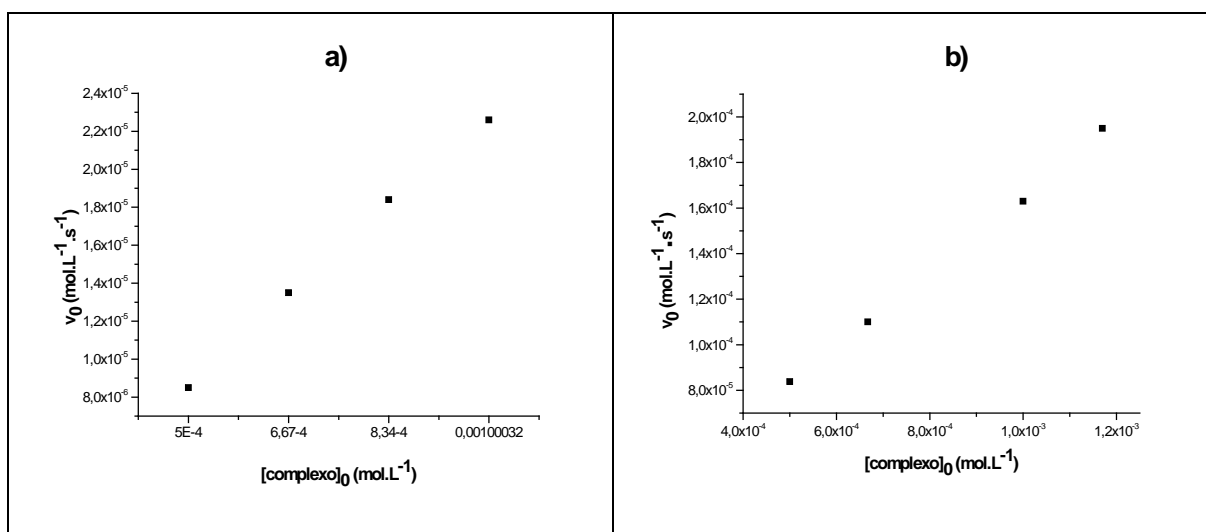 a)
v₀ (mol.L⁻¹.s⁻¹)
2,4x10⁻⁵
2,2x10⁻⁵
2,0x10⁻⁵
1,8x10⁻⁵
1,6x10⁻⁵
1,4x10⁻⁵
1,2x10⁻⁵
1,0x10⁻⁵
8,0x10⁻⁶
5E-4 6,67-4 8,34-4 0,00100032
[complexo]₀ (mol.L⁻¹)
b)
v₀ (mol.L⁻¹.s⁻¹)
2,0x10⁻⁴
1,8x10⁻⁴
1,6x10⁻⁴
1,4x10⁻⁴
1,2x10⁻⁴
1,0x10⁻⁴
8,0x10⁻⁵
4,0x10⁻⁴ 6,0x10⁻⁴ 8,0x10⁻⁴ 1,0x10⁻³ 1,2x10⁻³
[complexo]₀ (mol.L⁻¹)